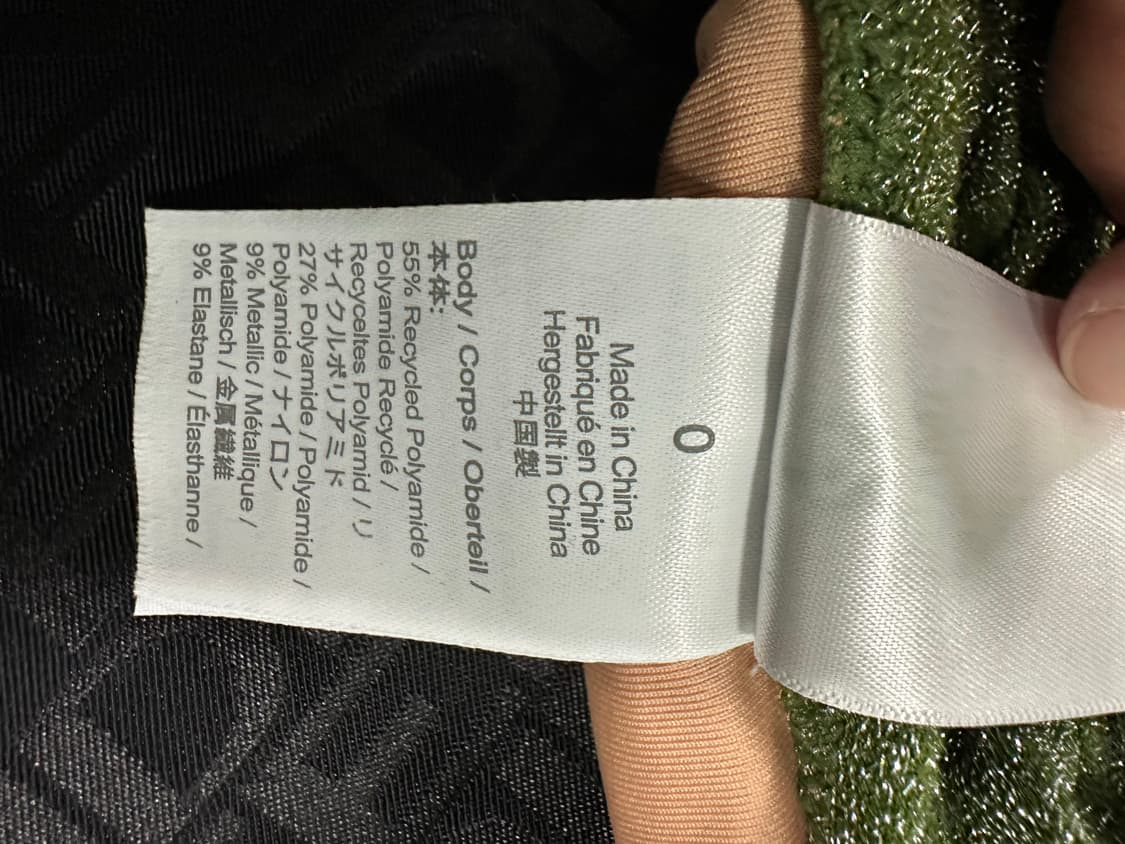 0
Made in China
Fabriqué en Chine
Hergestellt in China
中国製
Body / Corps / Oberteil /
本体:
55% Recycled Polyamide /
Polyamide Recyclé /
Recyceltes Polyamid / リ
サイクルポリアミド
27% Polyamide / Polyamide /
Polyamide / ナイロン
9% Metallic / Métallique /
Metallisch / 金属繊維
9% Elastane / Élasthanne /